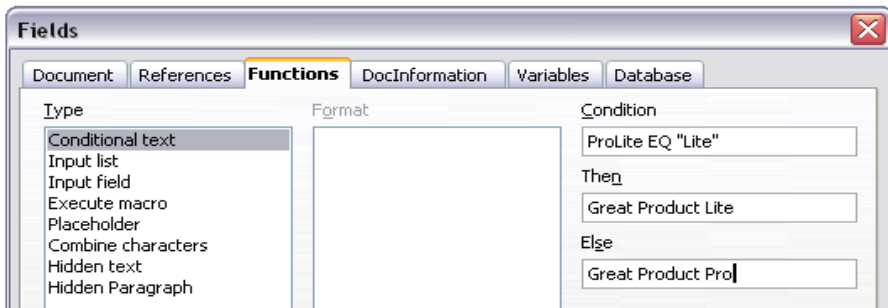 Fields
Document References Functions DocInformation Variables Database
Type Format Condition
Conditional text
Input list
Input field
Execute macro
Placeholder
Combine characters
Hidden text
Hidden Paragraph
ProLite EQ "Lite"
Then
Great Product Lite
Else
Great Product Pro